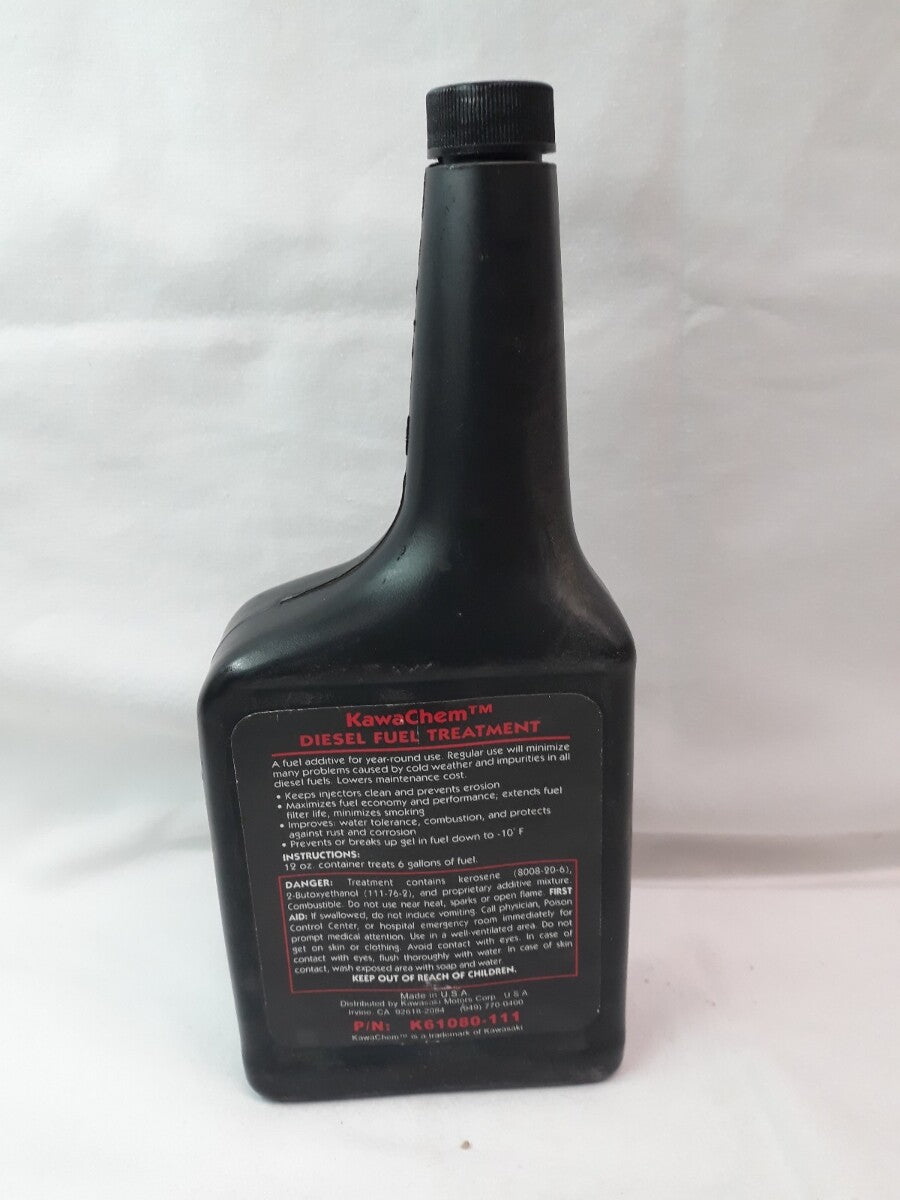 KawaChem™
DIESEL FUEL TREATMENT
A fuel additive for year-round use. Regular use will minimize
many problems caused by cold weather and impurities in all
diesel fuels. Lowers maintenance cost.
• Keeps injectors clean and prevents erosion
• Maximizes fuel economy and performance; extends fuel
filter life, minimizes smoking
• Improves: water tolerance, combustion, and protects
against rust and corrosion
• Prevents or breaks up gel in fuel down to -10° F
INSTRUCTIONS:
12 oz. container treats 6 gallons of fuel.
DANGER: Treatment contains kerosene (8008-20-6),
2-Butoxyethanol (111-76-2), and proprietary additive mixture.
Combustible. Do not use near heat, sparks or open flame. FIRST
AID: If swallowed, do not induce vomiting. Call physician, Poison
Control Center, or hospital emergency room immediately for
prompt medical attention. Use in a well-ventilated area. Do not
get on skin or clothing. Avoid contact with eyes. In case of
contact with eyes, flush thoroughly with water. In case of skin
contact, wash exposed area with soap and water.
KEEP OUT OF REACH OF CHILDREN.
Made in U.S.A.
Distributed by Kawasaki Motors Corp. U S A
Irvine, CA 92618-2084 (949) 770-0400
P/N: K61080-111
KawaChem™ is a trademark of Kawasaki